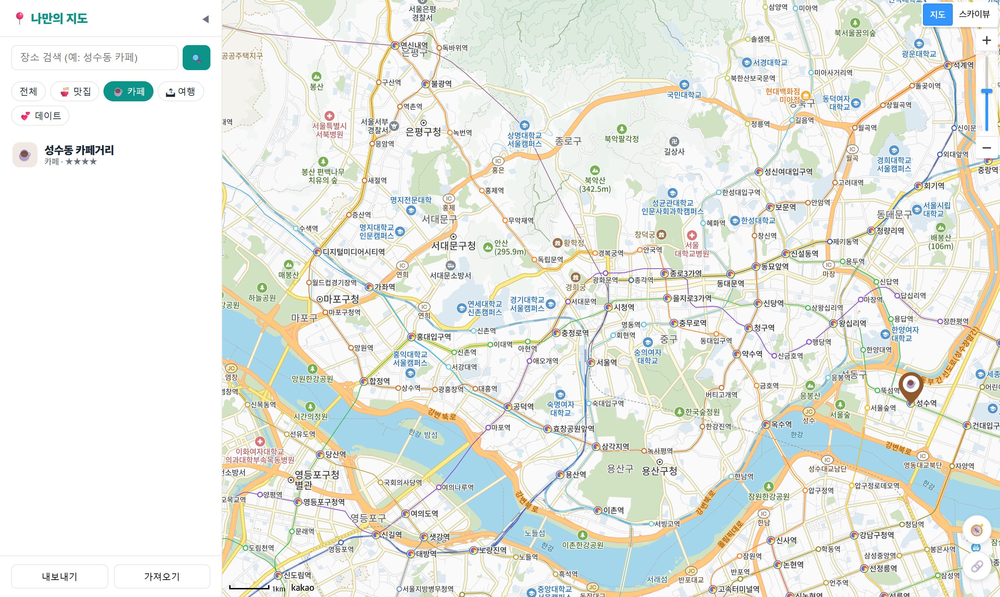 나만의 지도
장소 검색 (예: 성수동 카페)
전체
맛집
카페
여행
데이트
성수동 카페거리
카페 · ★★★★
내보내기
가져오기
지도
스카이뷰
서울은평
경찰서
삼양역
미아역
북서울꿈의숲
연신내역
은평구
독바위역
공공주택지구
솔샘역
광운대학교
서경대학교
석계역
미아사거리역
북한산보국문역
봉산
구산역
불광역
국민대학교
현대백화점
미아점
돌곶이역
동덕여자
대학교
상월곡역
역촌역
서울특별시
서북병원
서울서부
경찰서
은평구청
녹번역
길음역
정릉역
월곡역
신이문
상명대학교
서울캠퍼스
종로구
북악팔각정
길상사
응암역
IC
월곡
외대앞역
경희대학교
서울캠퍼스
중랑역
IC
홍은
봉산 편백나무
치유의 숲
새절역
북악산
(342.5m)
성신여대입구역
고려대역
회기역
홍제역
한성대입구역
명지전문대학
IC
홍제
성균관대학교
인문사회과학캠퍼스
보문역
안암역
서울시립
대학교
동대문구
증산역
서대문구
무악재역
혜화역
한성대학교
수색역
명지대학교
인문캠퍼스
청량리역
배봉산
(106m)
서대문구청
안산
(295.9m)
황학정
창덕궁
서울
대학교병원
창신역
제기동역
디지털미디어시티역
독립문역
경복궁역
안국역
신설동역
용두역
매봉산
IC
연희
서대문소방서
동묘앞역
IC
마장
월드컵경기장역
가좌역
경희궁
광화문역
종각역
종로3가역
동대문역
신답역
하늘공원
마포구청
서대문역
을지로3가역
신당역
마장역
답십리역
강공원
마포구
마포구청역
IC
연희
연세대학교
신촌캠퍼스
경기대학교
서울캠퍼스
시청역
상왕십리역
명동역
충무로역
청구역
왕십리역
용답역
장한평역
홍대입구역
신촌역
충정로역
회현역
중구
동대입구역
한양여자
대학교
망원역
이대역
아현역
행당역
신촌역
홍익대학교
서울캠퍼스
숭의여자
대학교
약수역
신금호역
한양대역
서강대역
애오개역
서울역
JC
염창
망원한강공원
합정역
상수역
광흥창역
대흥역
버티고개역
금호역
응봉역
성동구
뚝섬역
동부간선도로(성수장암간)
응봉산
신목동역
시간의정원
강변북로
공덕역
숙명여자
대학교
숙대입구역
한국숲정원
서울숲
서울숲역
성수역
JC
성수
옥수역
한강진역
마포역
효창공원앞역
건대입구
선유도역
한강
밤섬
한강
이화여자대학교
의과대학부속목동병원
당산역
삼각지역
녹사평역
강변북로
IC
영동대교북단
IC
성수대교남단
자양역
영등포구청
별관
국회의사당역
여의나루역
용산역
용산구
용산구청
한남역
양평역
오목교역
영등포구청역
강변북로
강변북로
잠원한강공원
압구정역
압구정로데오역
한강
여의도역
영등포구
이촌역
서빙고역
IC
한남
올림픽대로
청담역
문래역
신길역
샛강역
노들섬
한강
이촌한강공원
신사역
강남구청역
도림천역
영등포역
대방역
노량진역
노들역
잠원역
학동역
삼성중앙역
봉은사역
신도림역
흑석역
서래섬
JC
반포대교
반포역
논현역
선정릉역
1km
kakao
서울지방병무청역
중앙대학교
JC
고속터미널역
언주역
삼성역